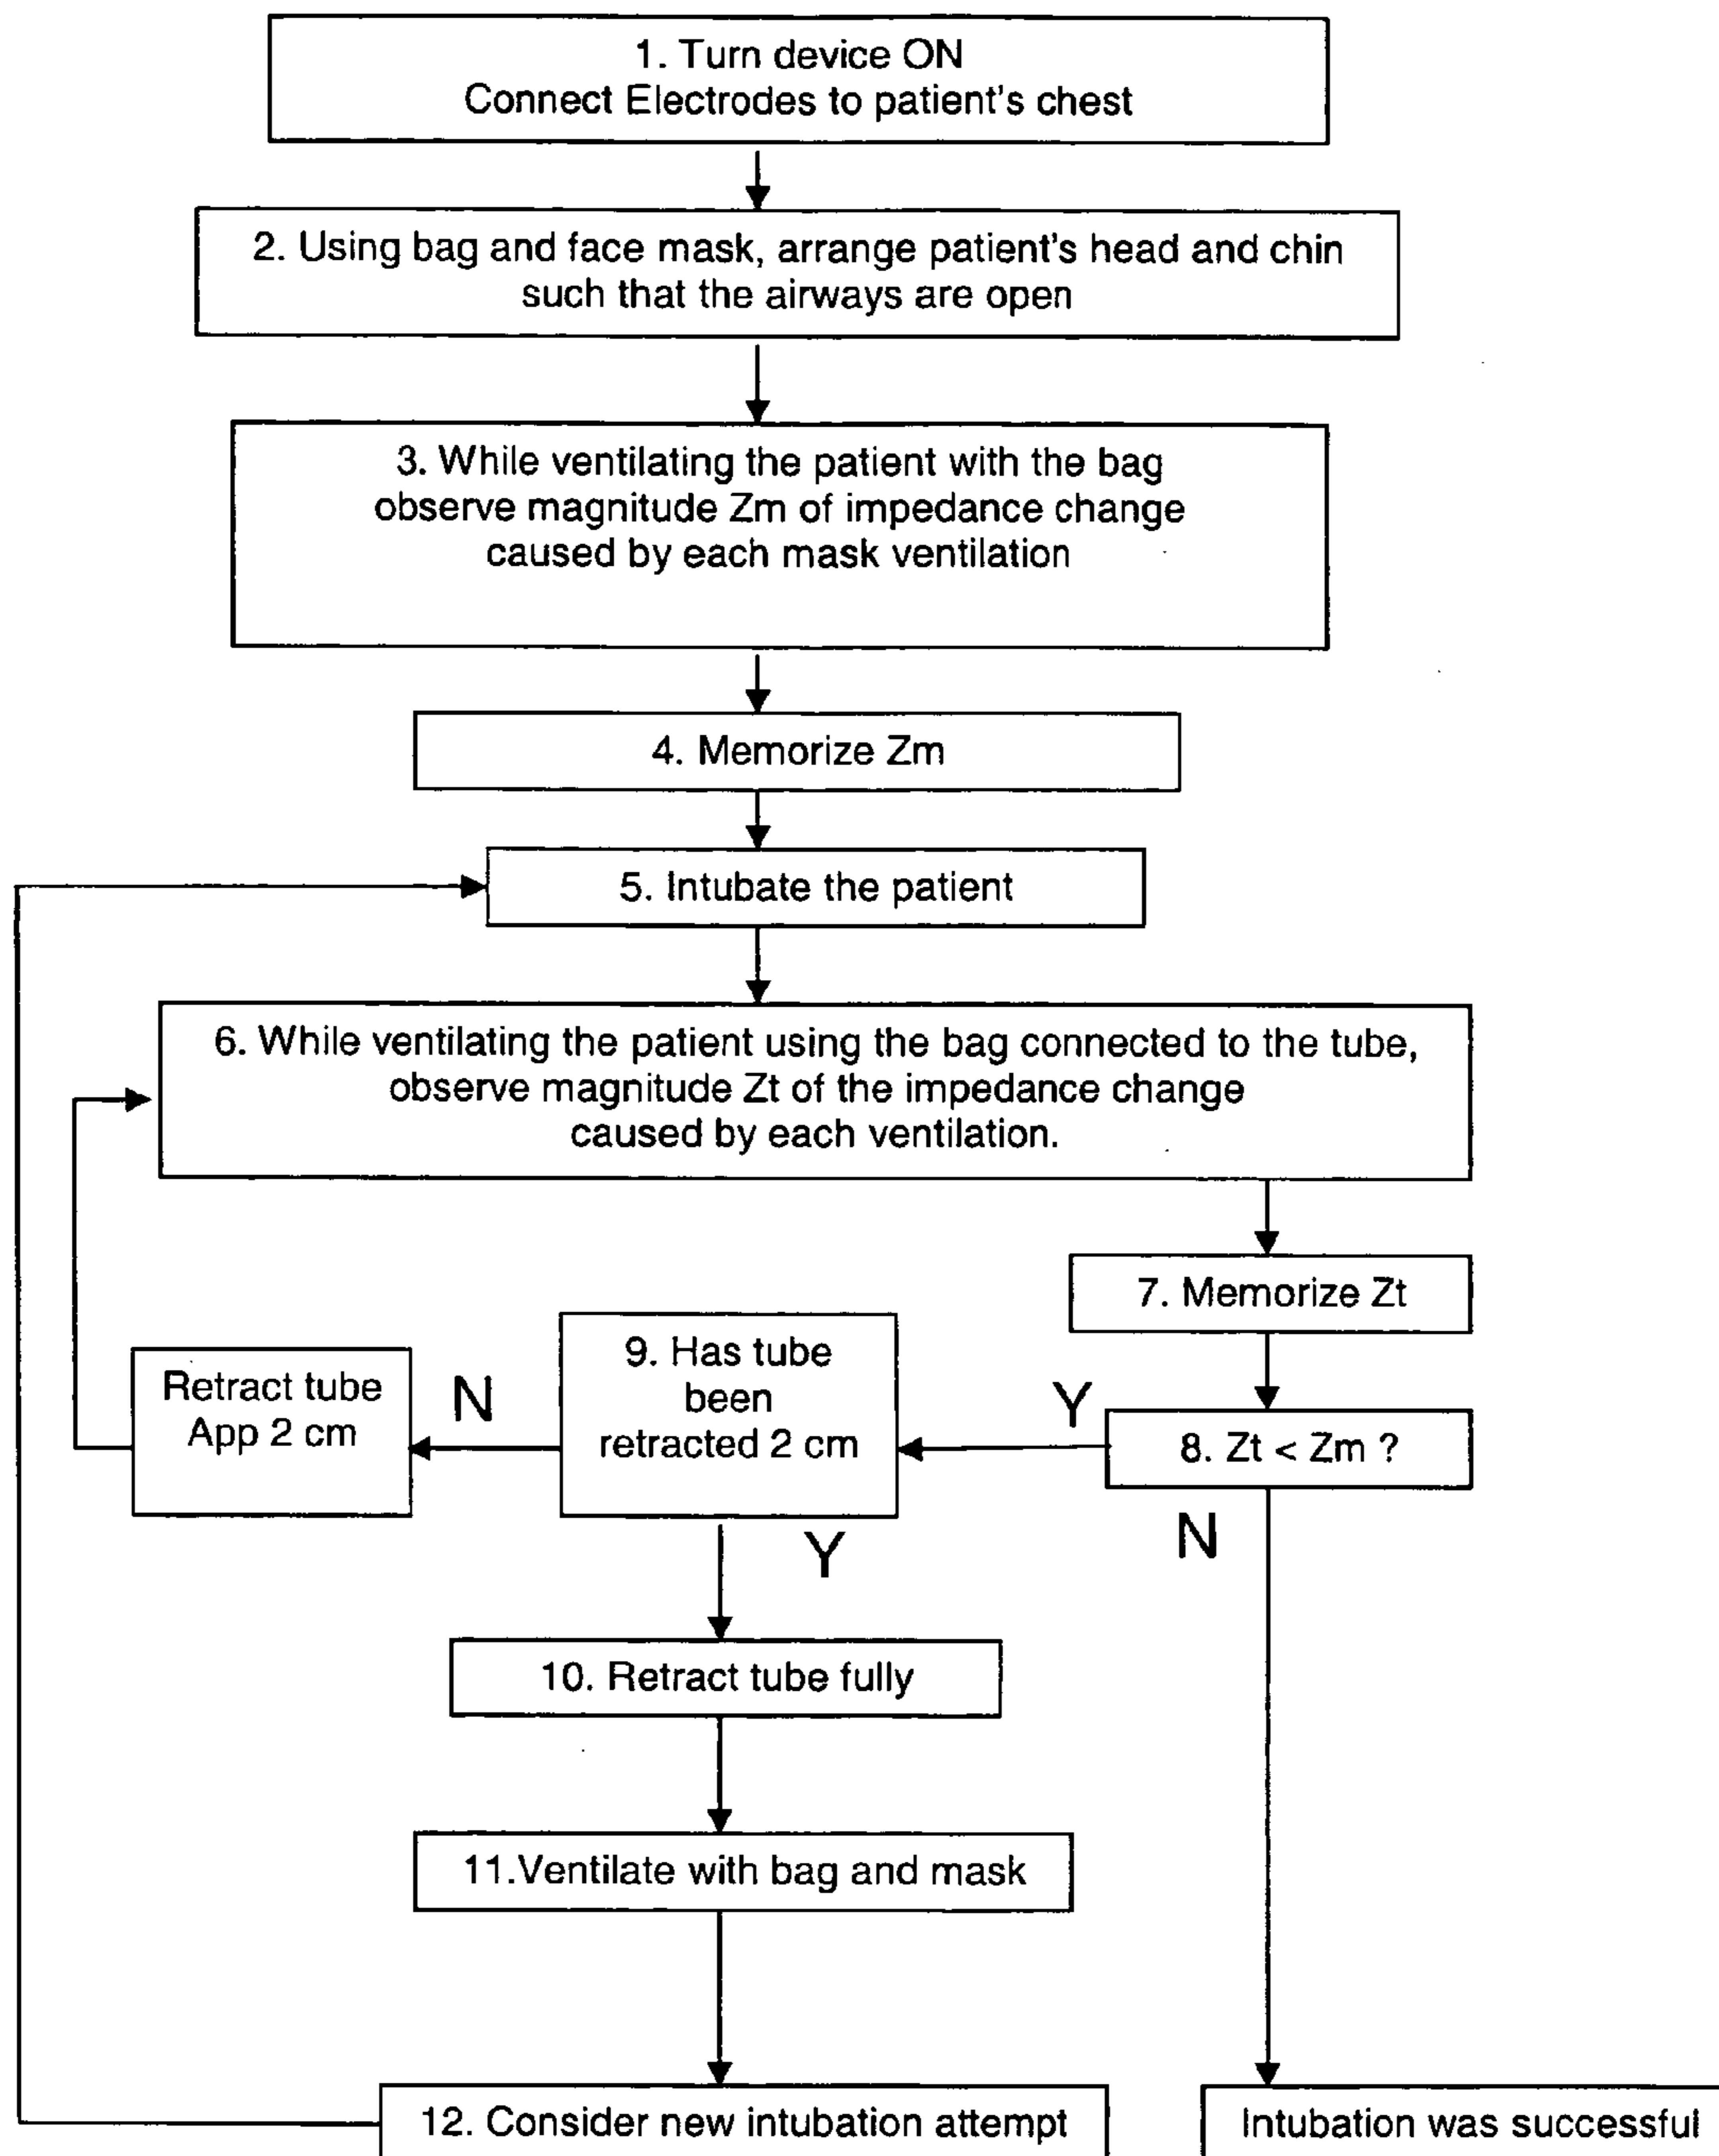 1. Turn device ON
Connect Electrodes to patient's chest
2. Using bag and face mask, arrange patient's head and chin
such that the airways are open
3. While ventilating the patient with the bag
observe magnitude Zm of impedance change
caused by each mask ventilation
4. Memorize Zm
5. Intubate the patient
6. While ventilating the patient using the bag connected to the tube,
observe magnitude Zt of the impedance change
caused by each ventilation.
7. Memorize Zt
8. Zt < Zm ?
Y
N
9. Has tube
been
retracted 2 cm
N
Y
Retract tube
App 2 cm
10. Retract tube fully
11.Ventilate with bag and mask
12. Consider new intubation attempt
Intubation was successful